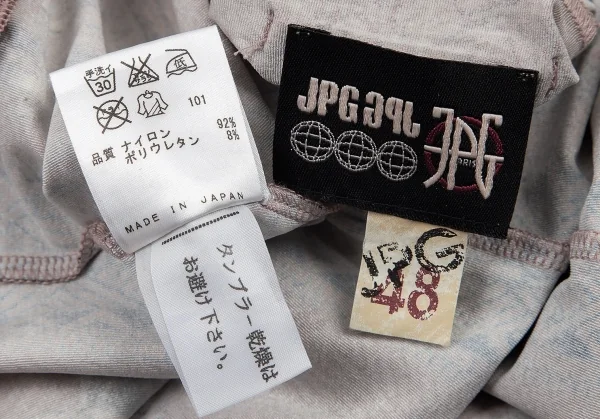 手洗イ
30
低
101
品質 ナイロン 92%
ポリウレタン 8%
MADE IN JAPAN
タンブラー乾燥は
お避け下さい。
JPG JPG
JPG
JPG
48